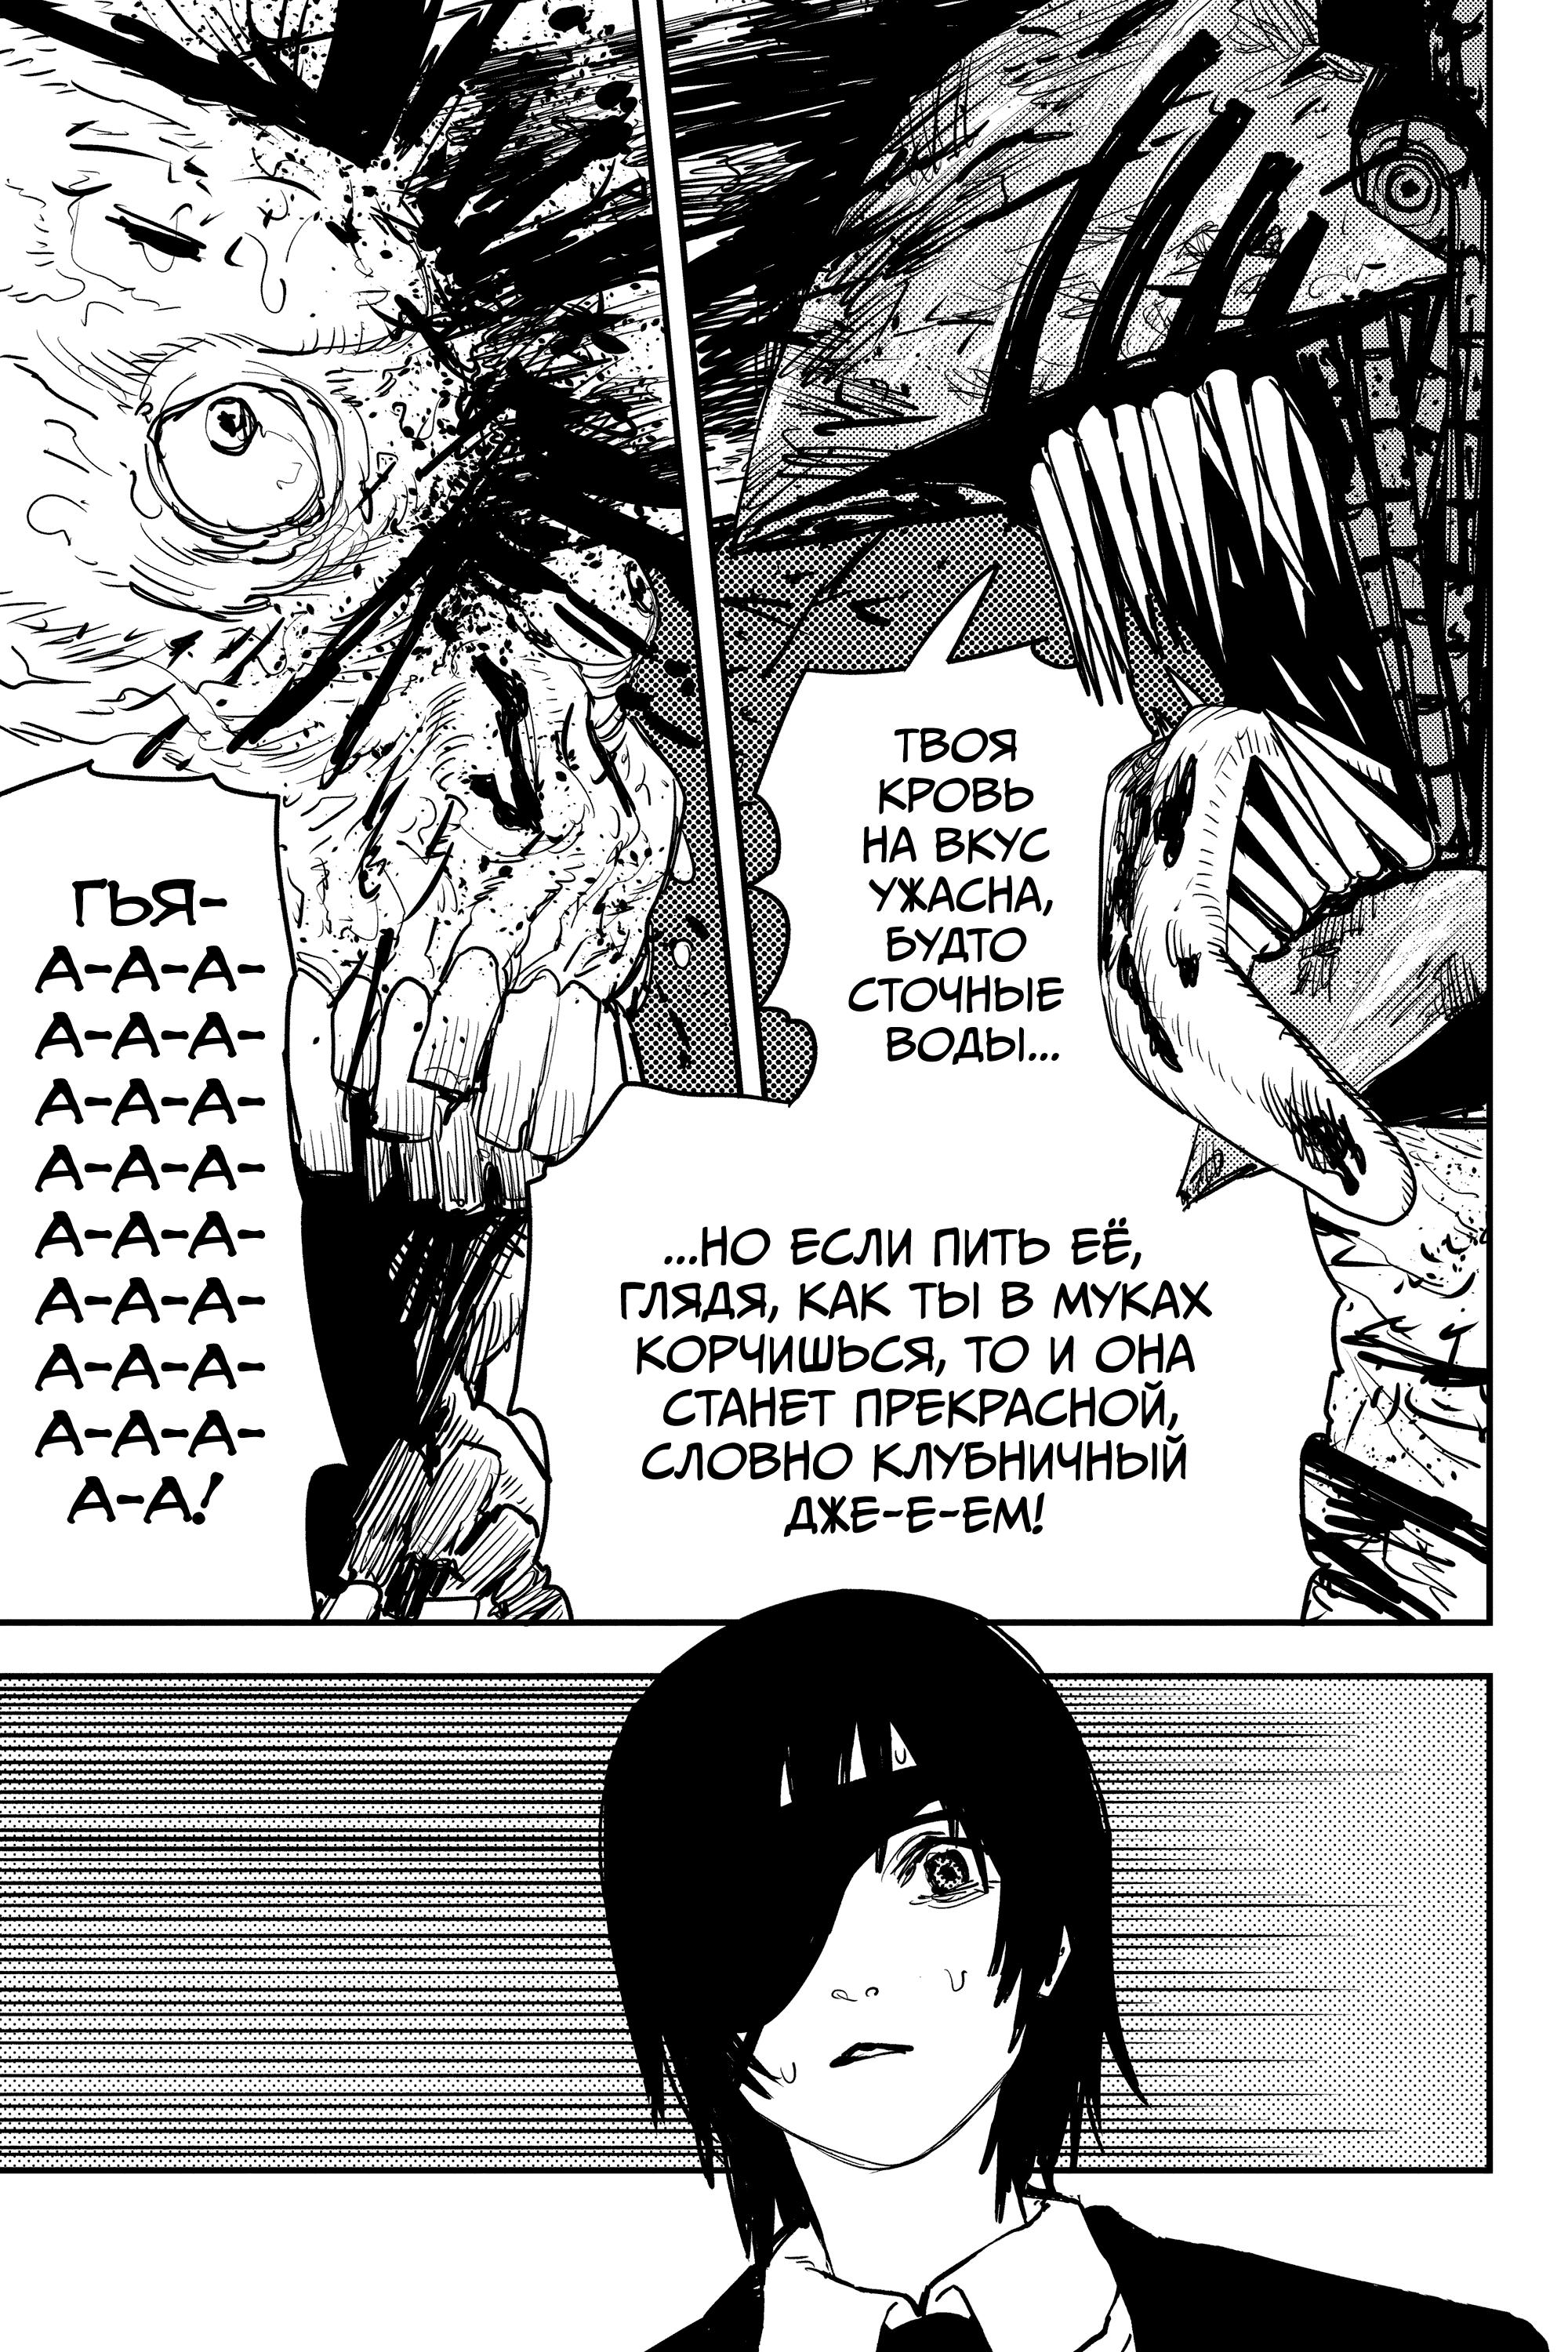 ТВОЯ
КРОВЬ
НА ВКУС
УЖАСНА,
БУДТО
СТОЧНЫЕ
ВОДЫ...
...НО ЕСЛИ ПИТЬ ЕЁ,
ГЛЯДЯ, КАК ТЫ В МУКАХ
КОРЧИШЬСЯ, ТО И ОНА
СТАНЕТ ПРЕКРАСНОЙ,
СЛОВНО КЛУБНИЧНЫЙ
ДЖЕ-Е-ЕМ!
ГЬЯ-
А-А-А-
А-А-А-
А-А-А-
А-А-А-
А-А-А-
А-А-А-
А-А-А-
А-А-А-
А-А!